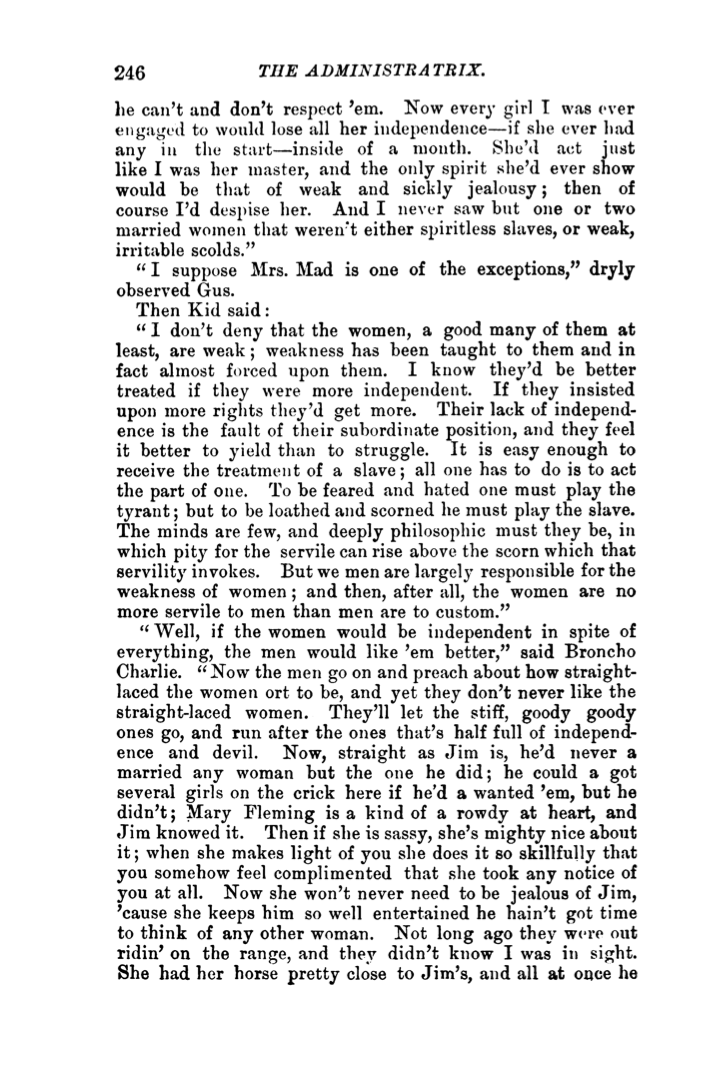 246 THE ADMINISTRATRIX.
he can't and don't respect 'em. Now every girl I was ever
engaged to would lose all her independence—if she ever had
any in the start—inside of a month. She'd act just
like I was her master, and the only spirit she'd ever show
would be that of weak and sickly jealousy; then of
course I'd despise her. And I never saw but one or two
married women that weren't either spiritless slaves, or weak,
irritable scolds."
"I suppose Mrs. Mad is one of the exceptions," dryly
observed Gus.
Then Kid said:
"I don't deny that the women, a good many of them at
least, are weak; weakness has been taught to them and in
fact almost forced upon them. I know they'd be better
treated if they were more independent. If they insisted
upon more rights they'd get more. Their lack of independ-
ence is the fault of their subordinate position, and they feel
it better to yield than to struggle. It is easy enough to
receive the treatment of a slave; all one has to do is to act
the part of one. To be feared and hated one must play the
tyrant; but to be loathed and scorned he must play the slave.
The minds are few, and deeply philosophic must they be, in
which pity for the servile can rise above the scorn which that
servility invokes. But we men are largely responsible for the
weakness of women; and then, after all, the women are no
more servile to men than men are to custom."
"Well, if the women would be independent in spite of
everything, the men would like 'em better," said Broncho
Charlie. "Now the men go on and preach about how straight-
laced the women ort to be, and yet they don't never like the
straight-laced women. They'll let the stiff, goody goody
ones go, and run after the ones that's half full of independ-
ence and devil. Now, straight as Jim is, he'd never a
married any woman but the one he did; he could a got
several girls on the crick here if he'd a wanted 'em, but he
didn't; Mary Fleming is a kind of a rowdy at heart, and
Jim knowed it. Then if she is sassy, she's mighty nice about
it; when she makes light of you she does it so skillfully that
you somehow feel complimented that she took any notice of
you at all. Now she won't never need to be jealous of Jim,
'cause she keeps him so well entertained he hain't got time
to think of any other woman. Not long ago they were out
ridin' on the range, and they didn't know I was in sight.
She had her horse pretty close to Jim's, and all at once he